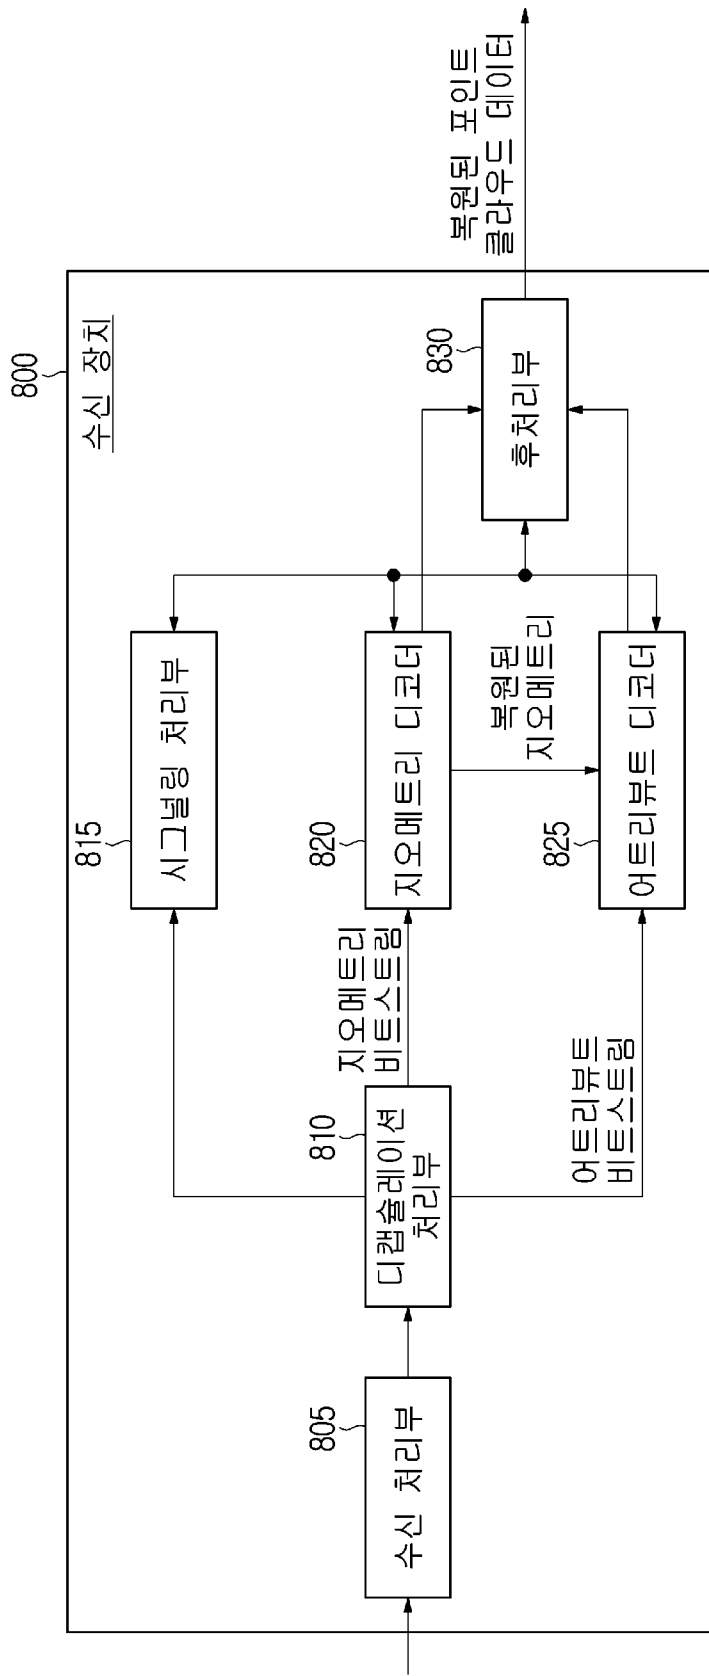 800
수신 장치
805
수신 처리부
810
디캡슐레이션
처리부
815
시그널링 처리부
지오메트리
비트스트림
820
지오메트리 디코더
어트리뷰트
비트스트림
825
어트리뷰트 디코더
복원된
지오메트리
830
후처리부
복원된 포인트
클라우드 데이터